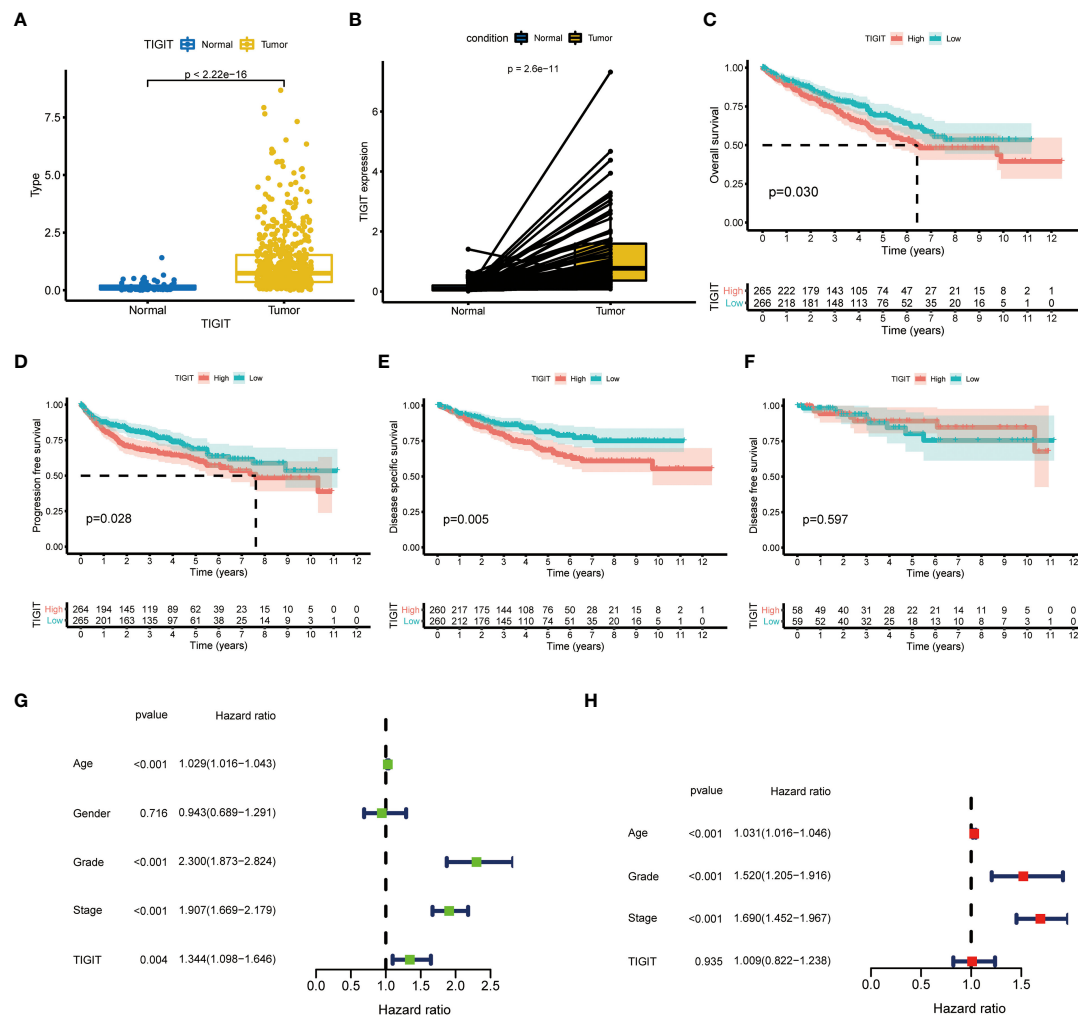 A
TIGIT Normal Tumor
p < 2.22e−16
Type
7.5
5.0
2.5
0.0
Normal Tumor
TIGIT
B
condition Normal Tumor
p = 2.6e−11
TIGIT expression
6
4
2
0
Normal Tumor
C
TIGIT High Low
Overall survival
1.00
0.75
0.50
0.25
0.00
p=0.030
0 1 2 3 4 5 6 7 8 9 10 11 12
Time (years)
TIGIT
High 265 222 179 143 105 74 47 27 21 15 8 2 1
Low 266 218 181 148 113 76 52 35 20 16 5 1 0
0 1 2 3 4 5 6 7 8 9 10 11 12
Time (years)
D
TIGIT High Low
Progression free survival
1.00
0.75
0.50
0.25
0.00
p=0.028
0 1 2 3 4 5 6 7 8 9 10 11 12
Time (years)
TIGIT
High 264 194 145 119 89 62 39 23 15 10 5 0 0
Low 265 201 163 135 97 61 38 25 14 9 3 1 0
0 1 2 3 4 5 6 7 8 9 10 11 12
Time (years)
E
TIGIT High Low
Disease specific survival
1.00
0.75
0.50
0.25
0.00
p=0.005
0 1 2 3 4 5 6 7 8 9 10 11 12
Time (years)
TIGIT
High 260 217 175 144 108 76 50 28 21 15 8 2 1
Low 260 212 176 145 110 74 51 35 20 16 5 1 0
0 1 2 3 4 5 6 7 8 9 10 11 12
Time (years)
F
TIGIT High Low
Disease free survival
1.00
0.75
0.50
0.25
0.00
p=0.597
0 1 2 3 4 5 6 7 8 9 10 11 12
Time (years)
TIGIT
High 58 49 40 31 28 22 21 14 11 9 5 0 0
Low 59 52 40 32 25 18 13 10 8 7 3 1 0
0 1 2 3 4 5 6 7 8 9 10 11 12
Time (years)
G
pvalue Hazard ratio
Age <0.001 1.029(1.016−1.043)
Gender 0.716 0.943(0.689−1.291)
Grade <0.001 2.300(1.873−2.824)
Stage <0.001 1.907(1.669−2.179)
TIGIT 0.004 1.344(1.098−1.646)
0.0 0.5 1.0 1.5 2.0 2.5
Hazard ratio
H
pvalue Hazard ratio
Age <0.001 1.031(1.016−1.046)
Grade <0.001 1.520(1.205−1.916)
Stage <0.001 1.690(1.452−1.967)
TIGIT 0.935 1.009(0.822−1.238)
0.0 0.5 1.0 1.5
Hazard ratio